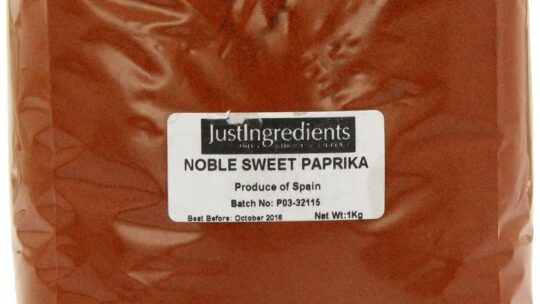 JustIngredients
NOBLE SWEET PAPRIKA
Produce of Spain
Batch No: P03-32115
Best Before: October 2016 Net Wt:1Kg